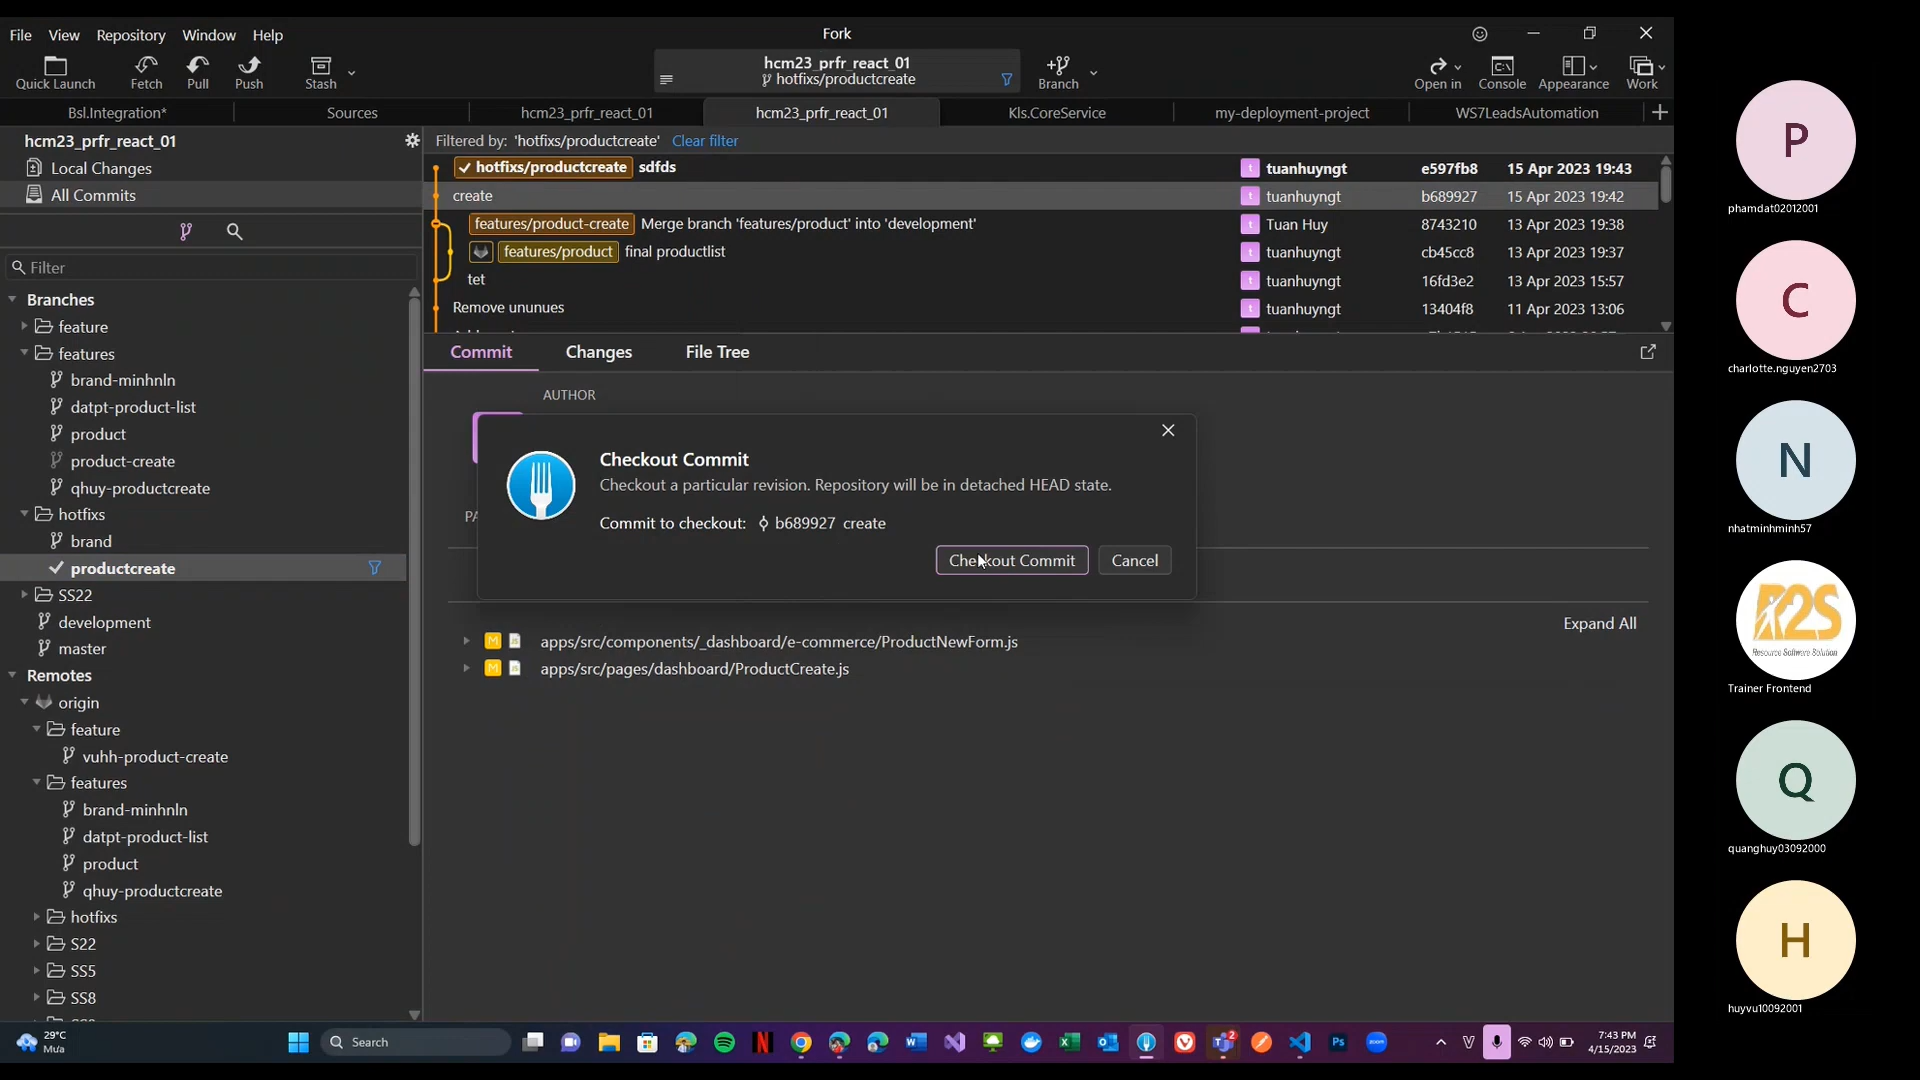 File View Repository Window Help
Fork
Quick Launch Fetch Pull Push Stash
hcm23_prfr_react_01
hotfixs/productcreate
Branch
Open in Console Appearance Work
Bsl.Integration* Sources hcm23_prfr_react_01 hcm23_prfr_react_01 Kls.CoreService my-deployment-project WS7LeadsAutomation
hcm23_prfr_react_01
Local Changes
All Commits
Filter
Branches
feature
features
brand-minhnln
datpt-product-list
product
product-create
qhuy-productcreate
hotfixs
brand
productcreate
SS22
development
master
Remotes
origin
feature
vuhh-product-create
features
brand-minhnln
datpt-product-list
product
qhuy-productcreate
hotfixs
S22
SS5
SS8
Filtered by: 'hotfixs/productcreate' Clear filter
hotfixs/productcreate sdfds t tuanhuyngt e597fb8 15 Apr 2023 19:43
create t tuanhuyngt b689927 15 Apr 2023 19:42
features/product-create Merge branch 'features/product' into 'development' t Tuan Huy 8743210 13 Apr 2023 19:38
features/product final productlist t tuanhuyngt cb45cc8 13 Apr 2023 19:37
tet t tuanhuyngt 16fd3e2 13 Apr 2023 15:57
Remove ununues t tuanhuyngt 13404f8 11 Apr 2023 13:06
Commit Changes File Tree
AUTHOR
Checkout Commit
Checkout a particular revision. Repository will be in detached HEAD state.
Commit to checkout: b689927 create
Checkout Commit Cancel
PA
Expand All
M apps/src/components/_dashboard/e-commerce/ProductNewForm.js
M apps/src/pages/dashboard/ProductCreate.js
P
phamdat02012001
C
charlotte.nguyen2703
N
nhatminhminh57
R2S
Resource Software Solution
Trainer Frontend
Q
quanghuy03092000
H
huyvu10092001
29°C
Mưa
Search
7:43 PM
4/15/2023